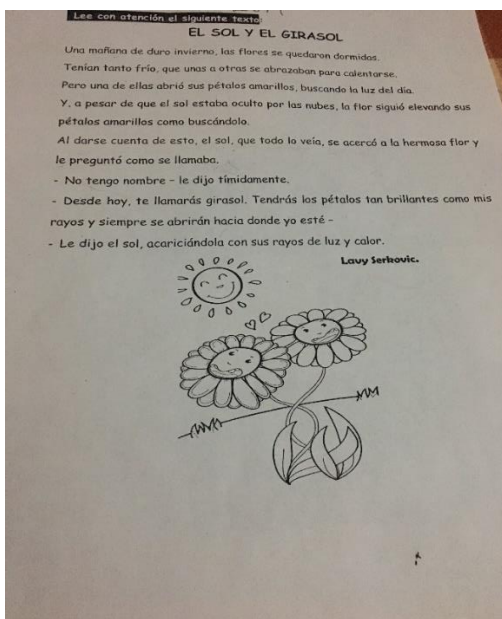 Lee con atención el siguiente texto:
EL SOL Y EL GIRASOL
Una mañana de duro invierno, las flores se quedaron dormidas.
Tenían tanto frío, que unas a otras se abrazaban para calentarse.
Pero una de ellas abrió sus pétalos amarillos, buscando la luz del día.
Y, a pesar de que el sol estaba oculto por las nubes, la flor siguió elevando sus
pétalos amarillos como buscándolo.
Al darse cuenta de esto, el sol, que todo lo veía, se acercó a la hermosa flor y
le preguntó como se llamaba.
- No tengo nombre - le dijo tímidamente.
- Desde hoy, te llamarás girasol. Tendrás los pétalos tan brillantes como mis
rayos y siempre se abrirán hacia donde yo esté -
- Le dijo el sol, acariciándola con sus rayos de luz y calor.
Lavy Serkovic.